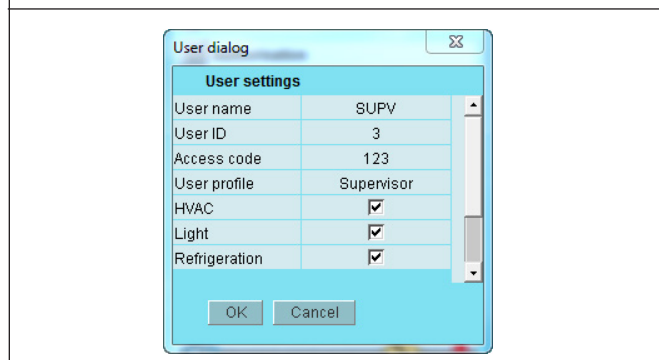 User dialog
User settings
User name SUPV
User ID 3
Access code 123
User profile Supervisor
HVAC
Light
Refrigeration
OK Cancel